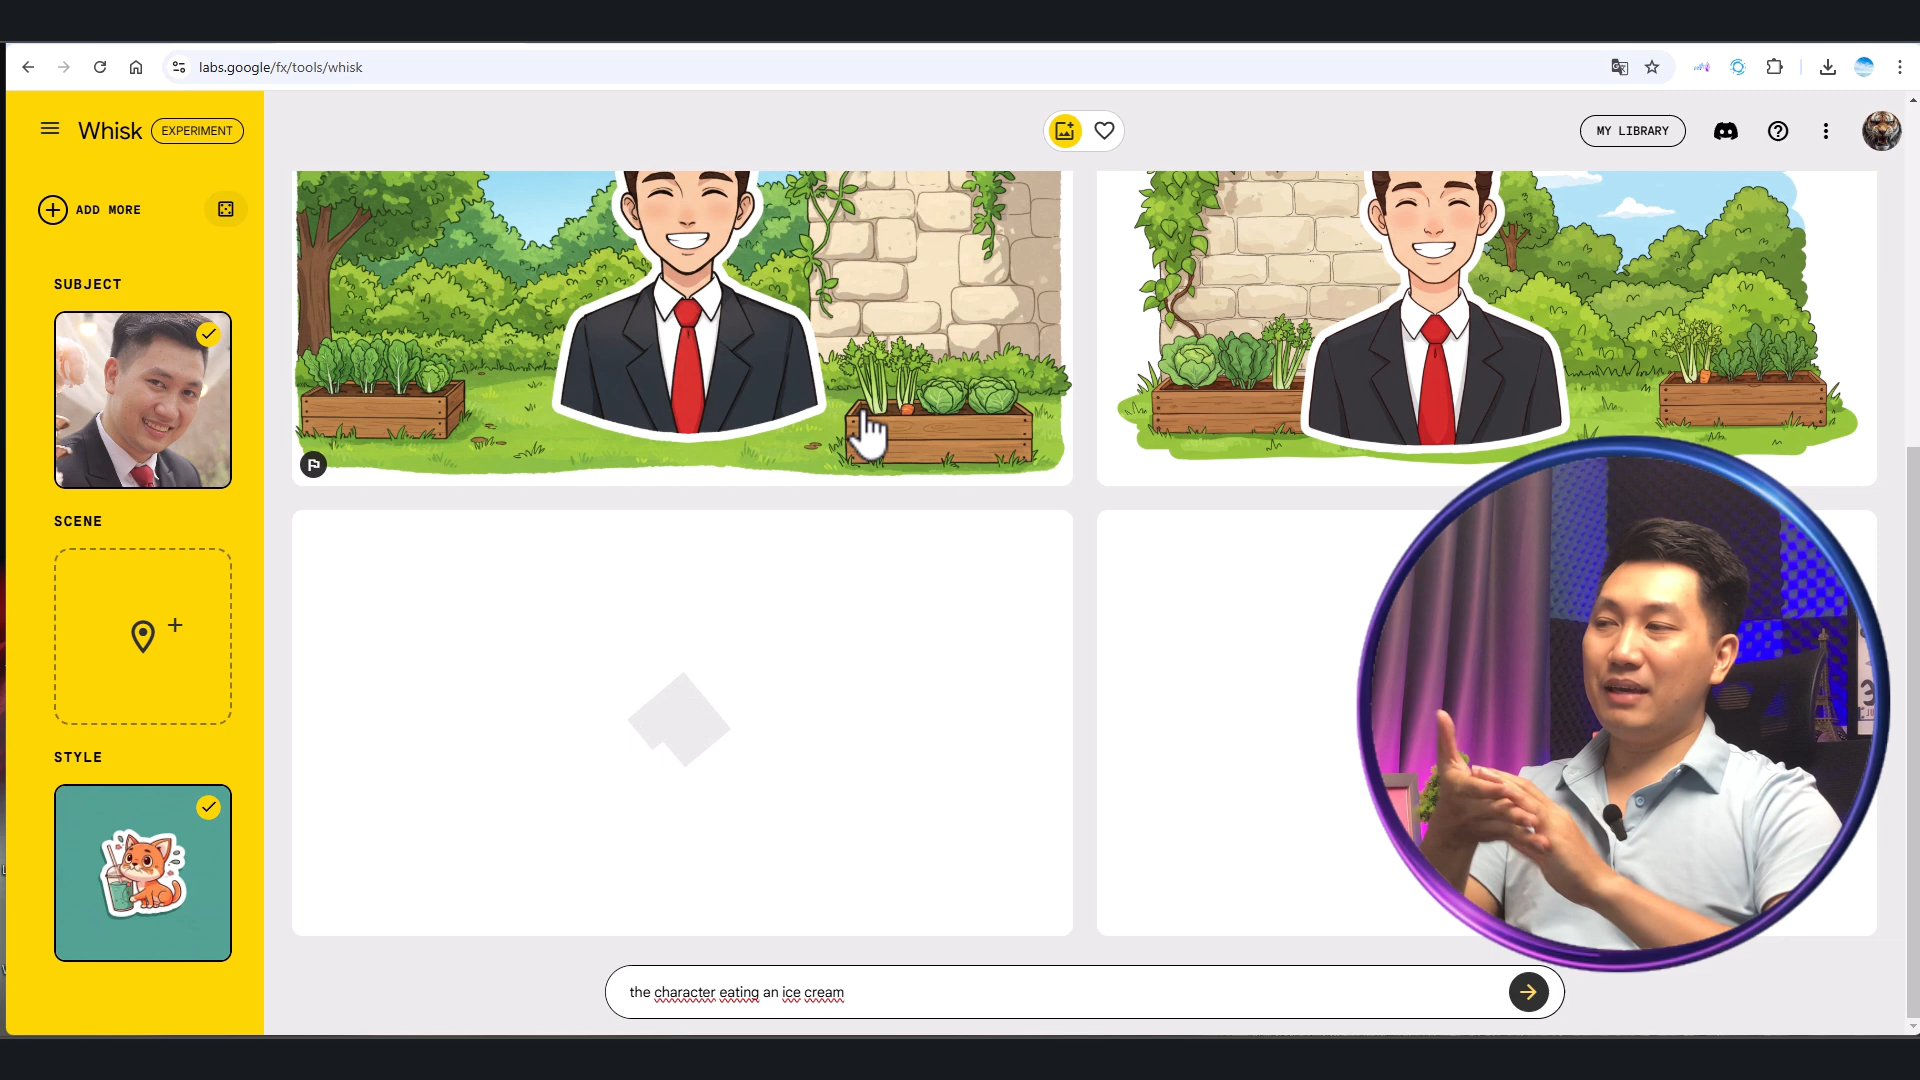 labs.google/fx/tools/whisk
Whisk EXPERIMENT
MY LIBRARY
ADD MORE
SUBJECT
SCENE
STYLE
the character eating an ice cream